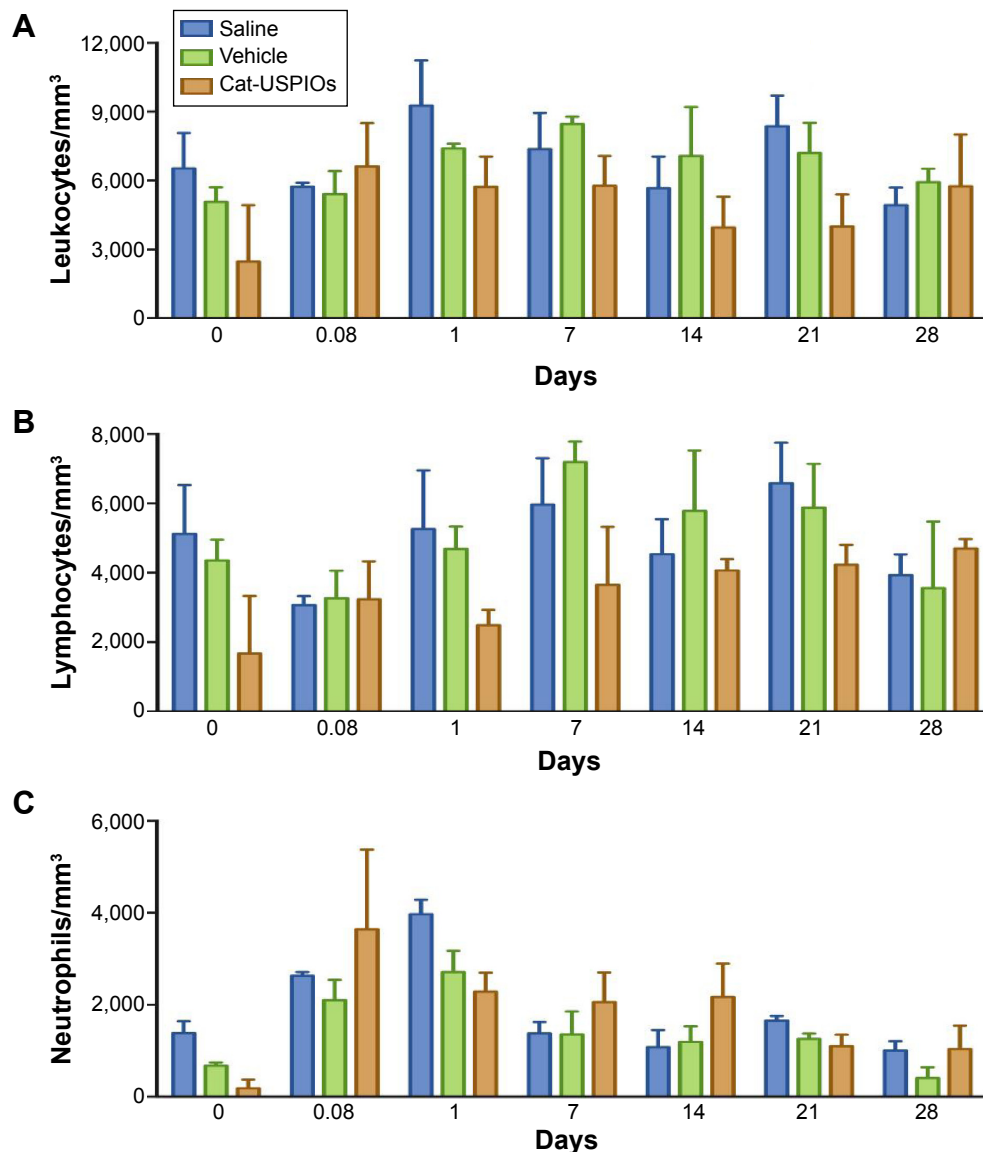 A
Saline
Vehicle
Cat-USPIOs
Leukocytes/mm³
12,000
9,000
6,000
3,000
0
0 0.08 1 7 14 21 28
Days
B
Lymphocytes/mm³
8,000
6,000
4,000
2,000
0
0 0.08 1 7 14 21 28
Days
C
Neutrophils/mm³
6,000
4,000
2,000
0
0 0.08 1 7 14 21 28
Days